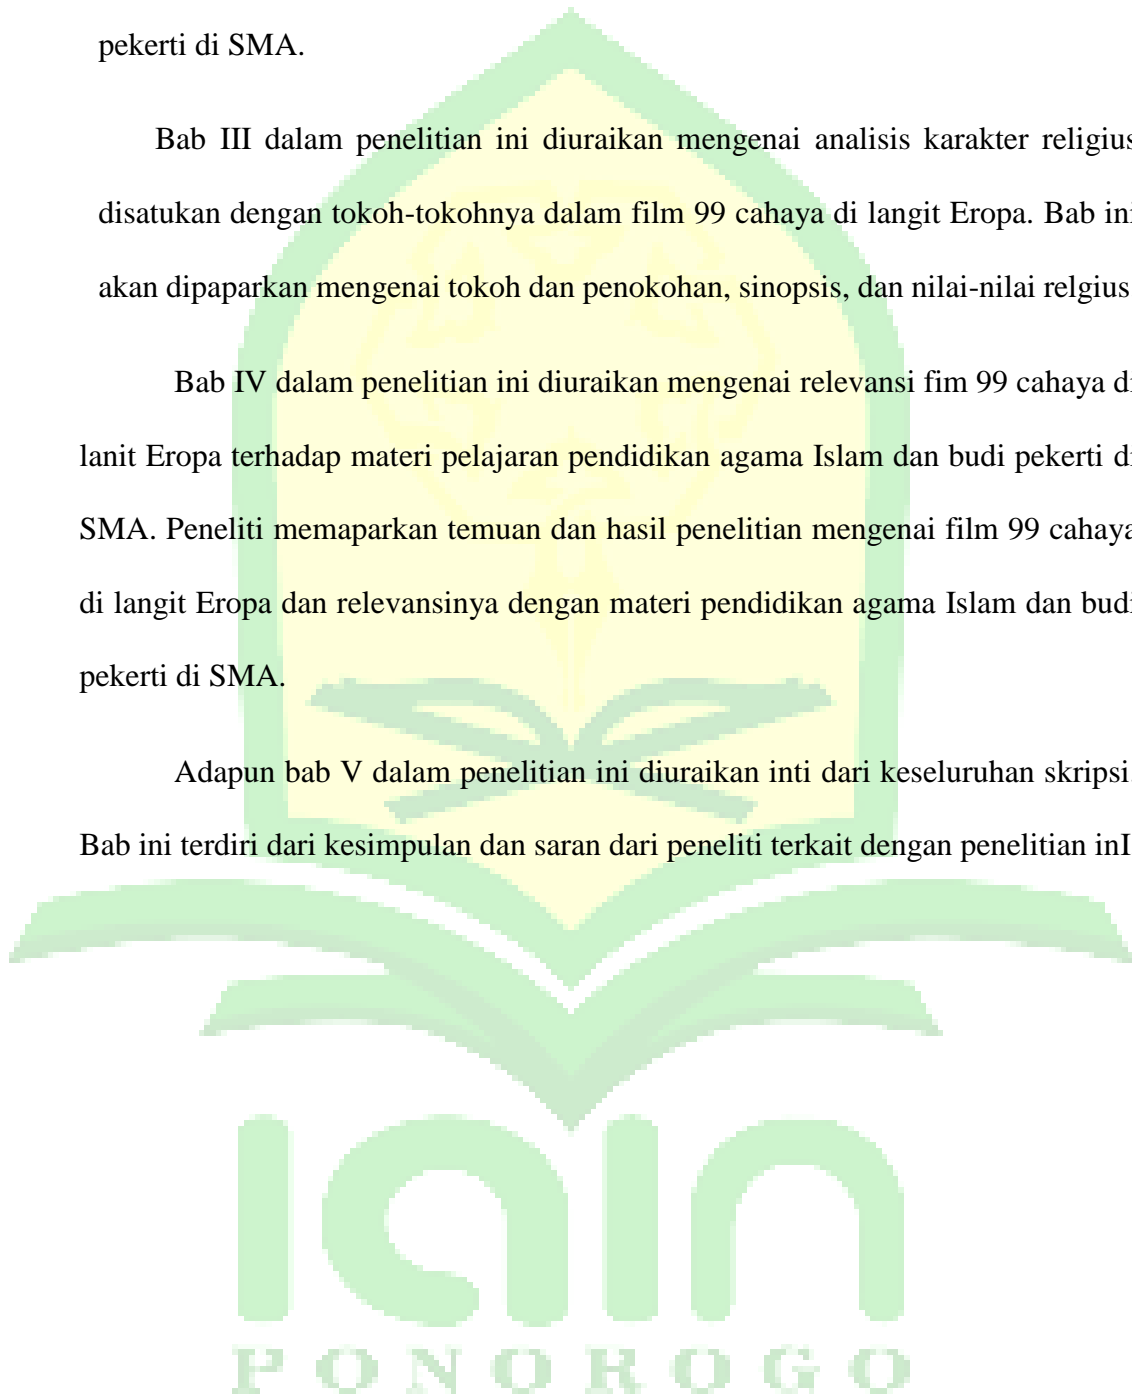 pekerti di SMA.
Bab III dalam penelitian ini diuraikan mengenai analisis karakter religius
disatukan dengan tokoh-tokohnya dalam film 99 cahaya di langit Eropa. Bab ini
akan dipaparkan mengenai tokoh dan penokohan, sinopsis, dan nilai-nilai relgius
Bab IV dalam penelitian ini diuraikan mengenai relevansi fim 99 cahaya di
lanit Eropa terhadap materi pelajaran pendidikan agama Islam dan budi pekerti di
SMA. Peneliti memaparkan temuan dan hasil penelitian mengenai film 99 cahaya
di langit Eropa dan relevansinya dengan materi pendidikan agama Islam dan budi
pekerti di SMA.
Adapun bab V dalam penelitian ini diuraikan inti dari keseluruhan skripsi.
Bab ini terdiri dari kesimpulan dan saran dari peneliti terkait dengan penelitian inI
iain
PONOROGO